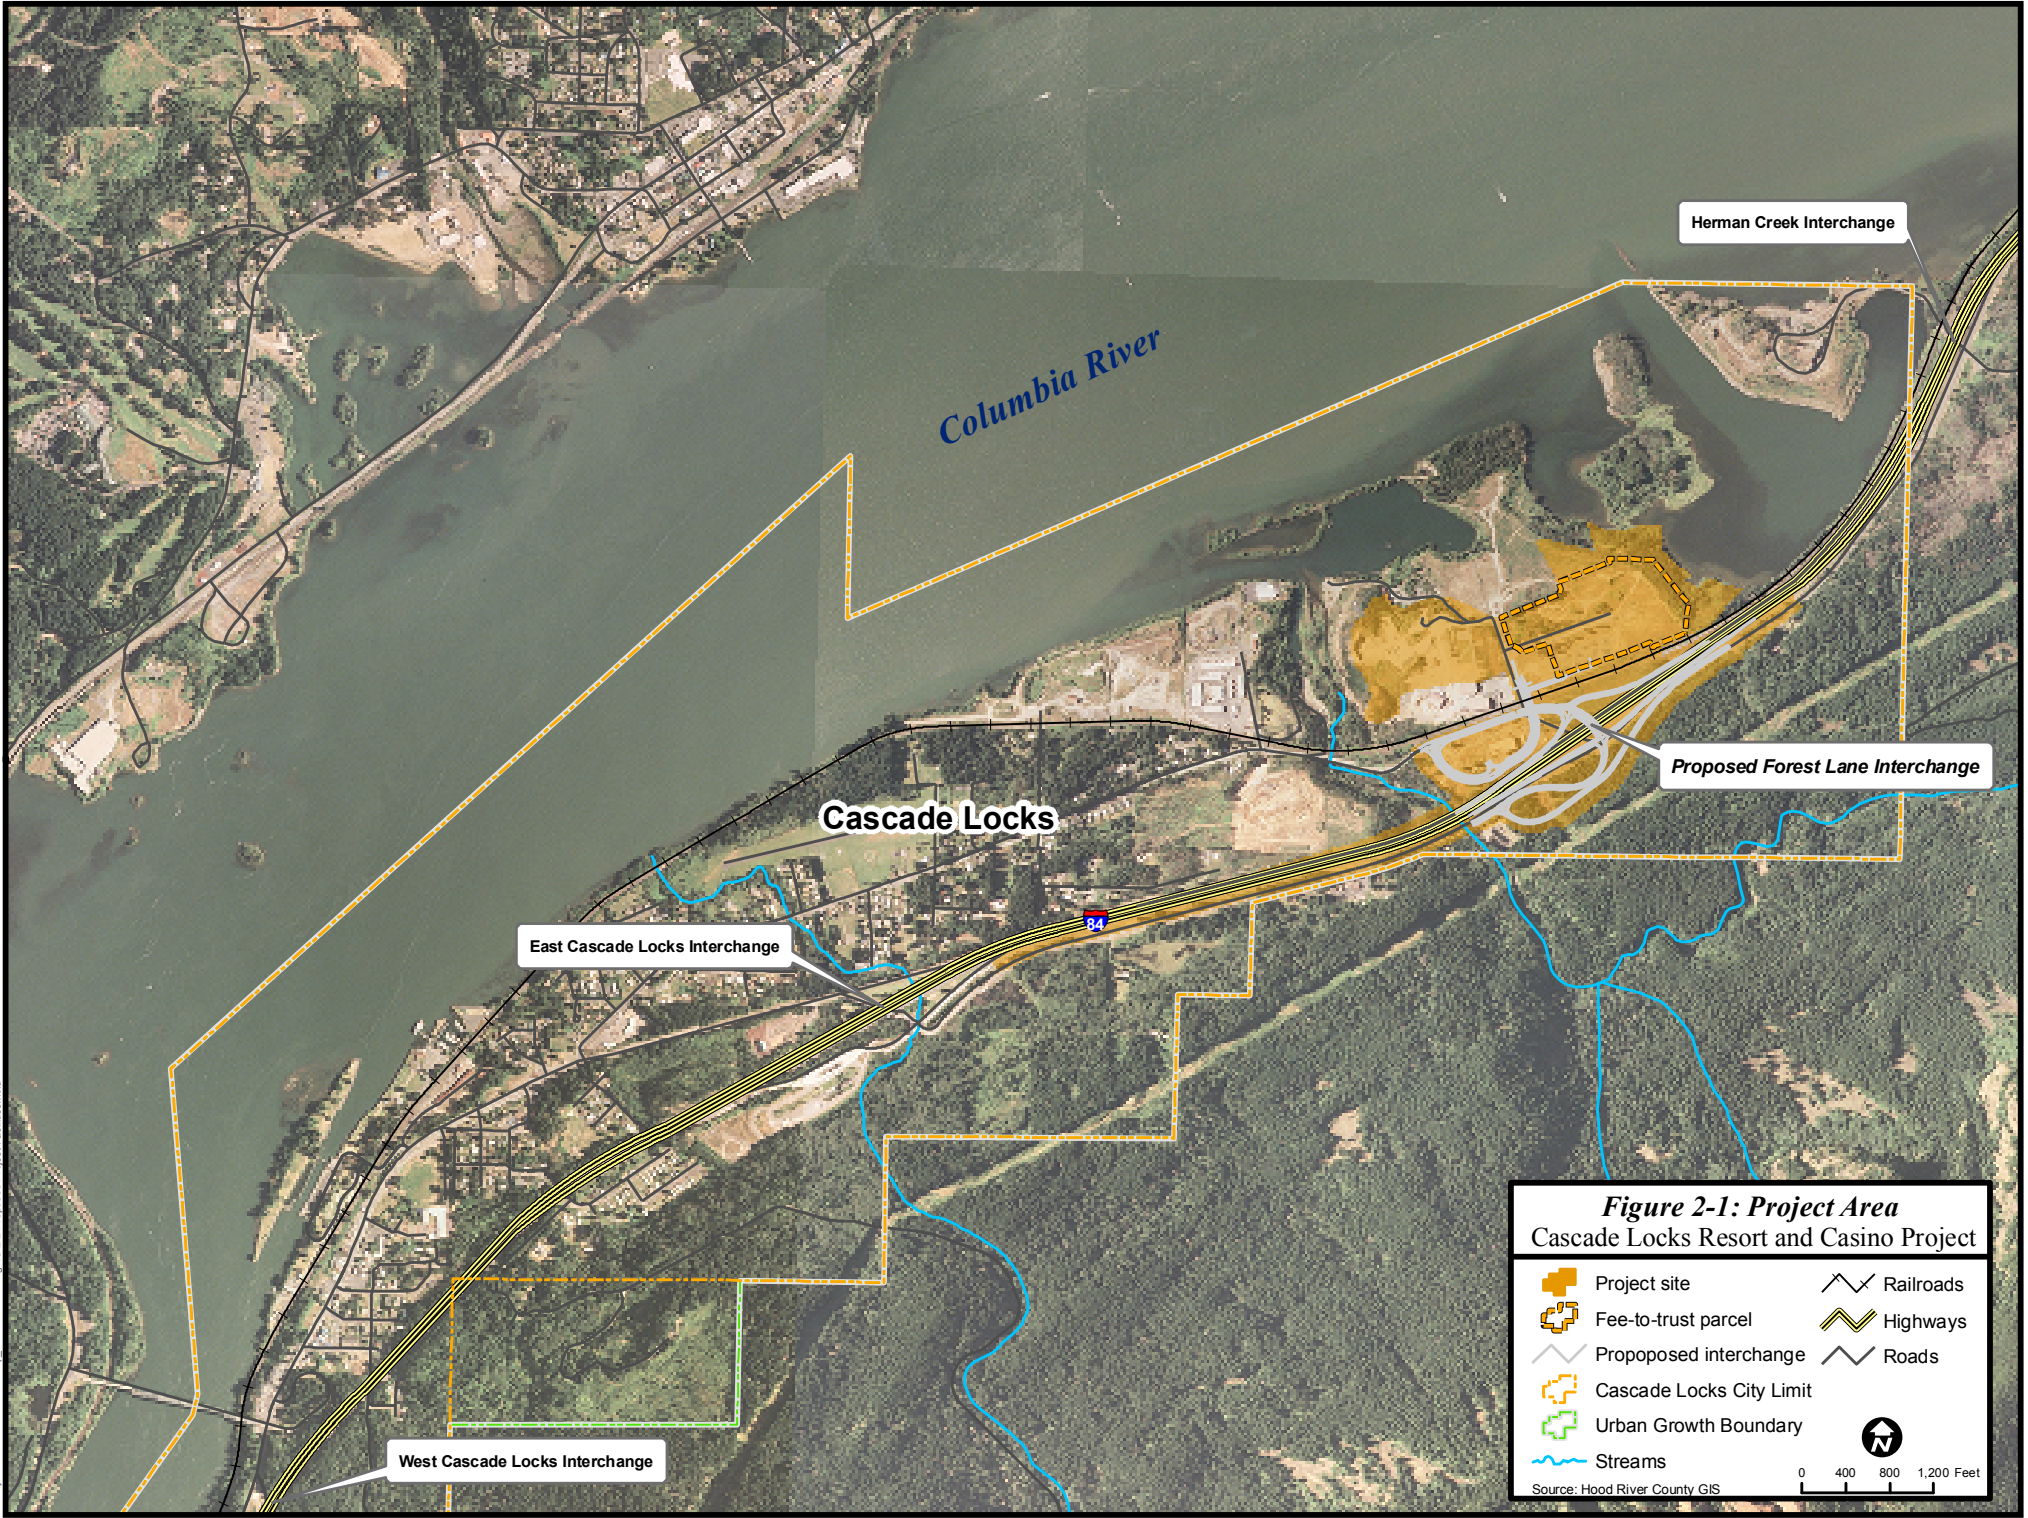 Herman Creek Interchange
Columbia River
Proposed Forest Lane Interchange
Cascade Locks
84
East Cascade Locks Interchange
West Cascade Locks Interchange
Figure 2-1: Project Area
Cascade Locks Resort and Casino Project
Project site
Railroads
Fee-to-trust parcel
Highways
Propoposed interchange
Roads
Cascade Locks City Limit
Urban Growth Boundary
Streams
N
0 400 800 1,200 Feet
Source: Hood River County GIS